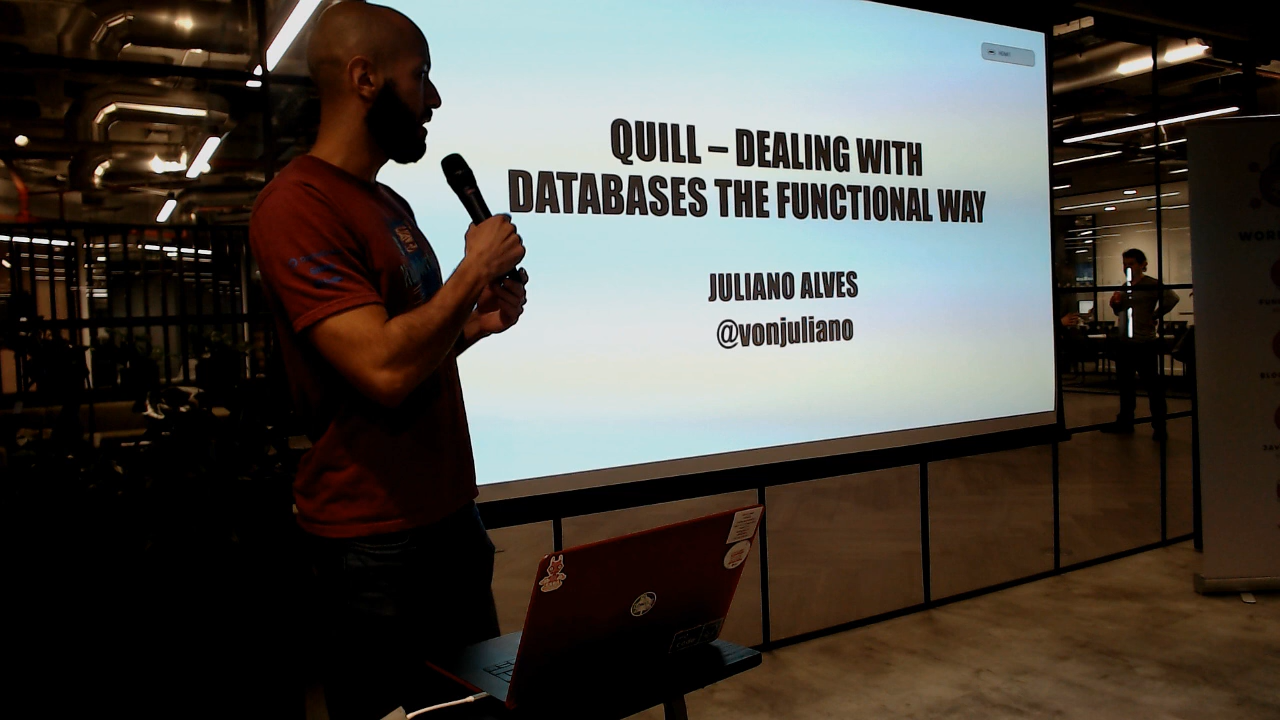 QUILL – DEALING WITH
DATABASES THE FUNCTIONAL WAY
JULIANO ALVES
@vonjuliano